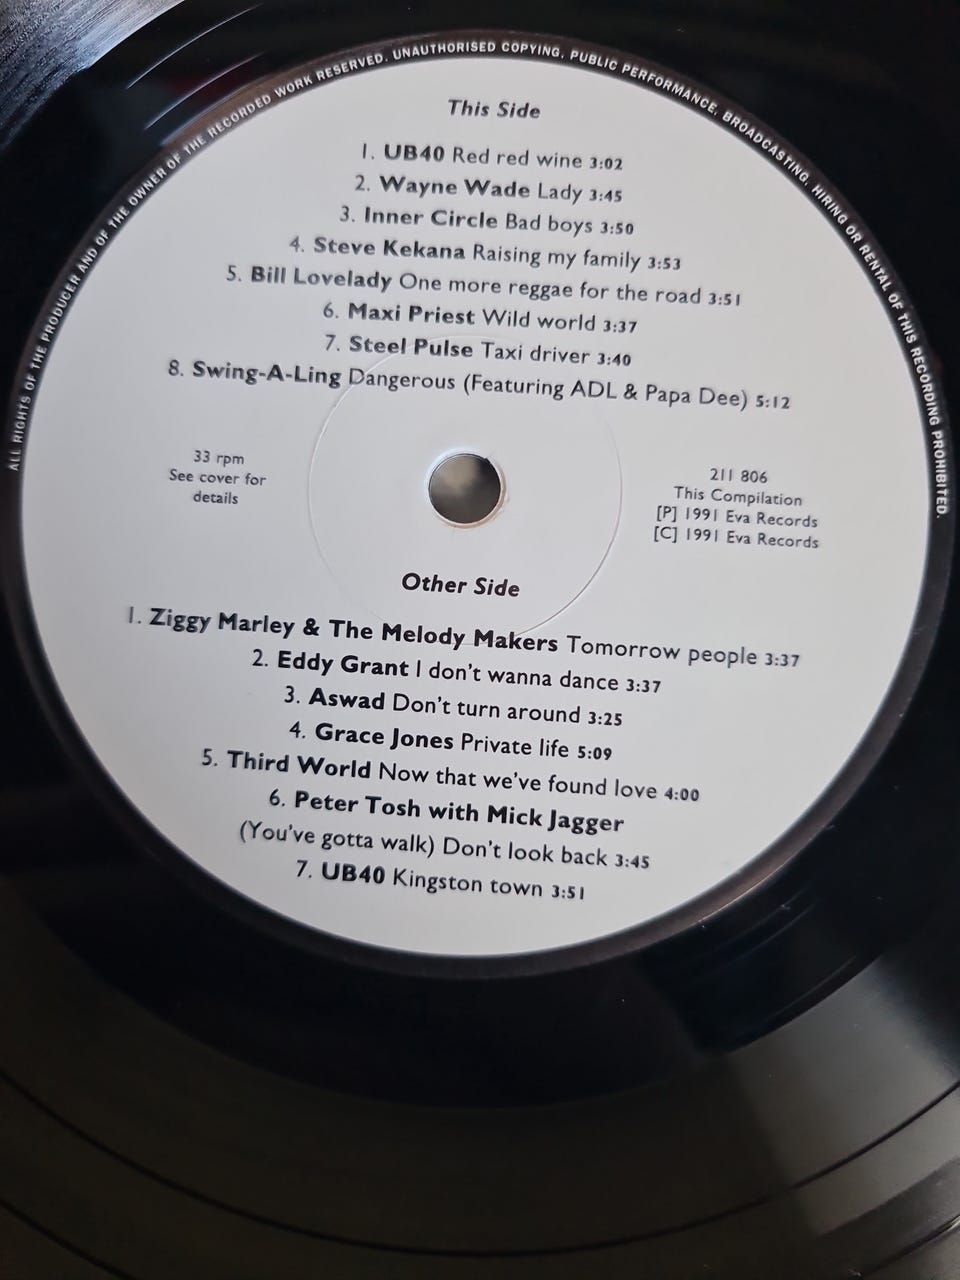 ALL RIGHTS OF THE PRODUCER AND OF THE OWNER OF THE RECORDED WORK RESERVED. UNAUTHORISED COPYING, PUBLIC PERFORMANCE, BROADCASTING, HIRING OR RENTAL OF THIS RECORDING PROHIBITED.
This Side
1. UB40 Red red wine 3:02
2. Wayne Wade Lady 3:45
3. Inner Circle Bad boys 3:50
4. Steve Kekana Raising my family 3:53
5. Bill Lovelady One more reggae for the road 3:51
6. Maxi Priest Wild world 3:37
7. Steel Pulse Taxi driver 3:40
8. Swing-A-Ling Dangerous (Featuring ADL & Papa Dee) 5:12
33 rpm
See cover for
details
211 806
This Compilation
[P] 1991 Eva Records
[C] 1991 Eva Records
Other Side
1. Ziggy Marley & The Melody Makers Tomorrow people 3:37
2. Eddy Grant I don't wanna dance 3:37
3. Aswad Don't turn around 3:25
4. Grace Jones Private life 5:09
5. Third World Now that we've found love 4:00
6. Peter Tosh with Mick Jagger
(You've gotta walk) Don't look back 3:45
7. UB40 Kingston town 3:51